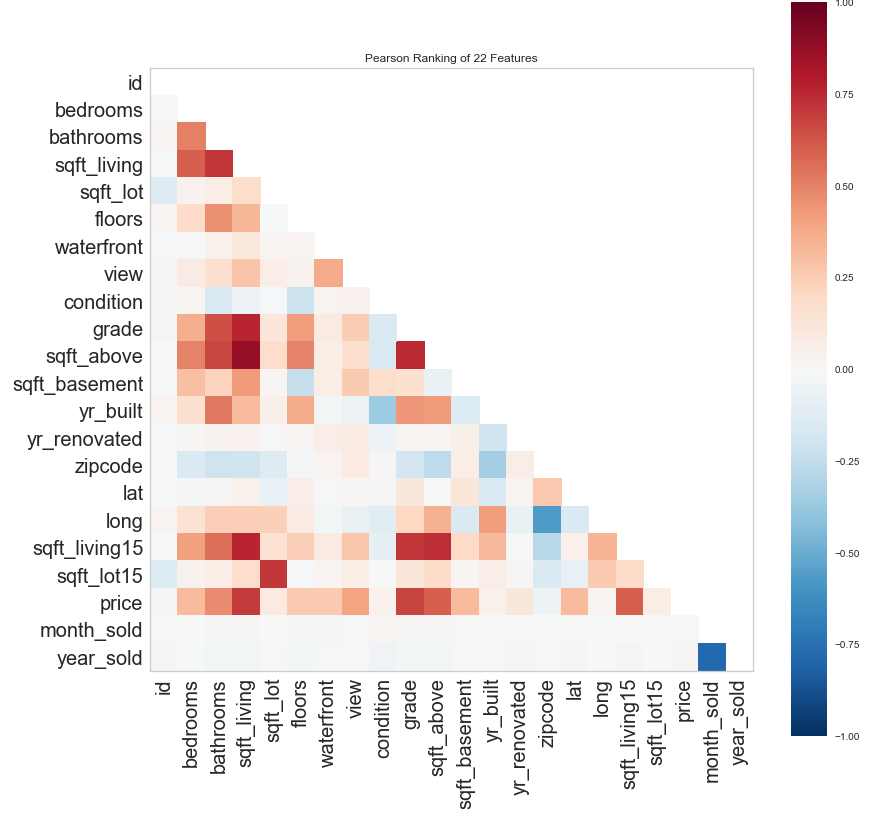 1.00
Pearson Ranking of 22 Features
id
bedrooms
bathrooms
sqft_living
sqft_lot
floors
waterfront
view
condition
grade
sqft_above
sqft_basement
yr_built
yr_renovated
zipcode
lat
long
sqft_living15
sqft_lot15
price
month_sold
year_sold
id
bedrooms
bathrooms
sqft_living
sqft_lot
floors
waterfront
view
condition
grade
sqft_above
sqft_basement
yr_built
yr_renovated
zipcode
lat
long
sqft_living15
sqft_lot15
price
month_sold
year_sold
0.75
0.50
0.25
0.00
−0.25
−0.50
−0.75
−1.00